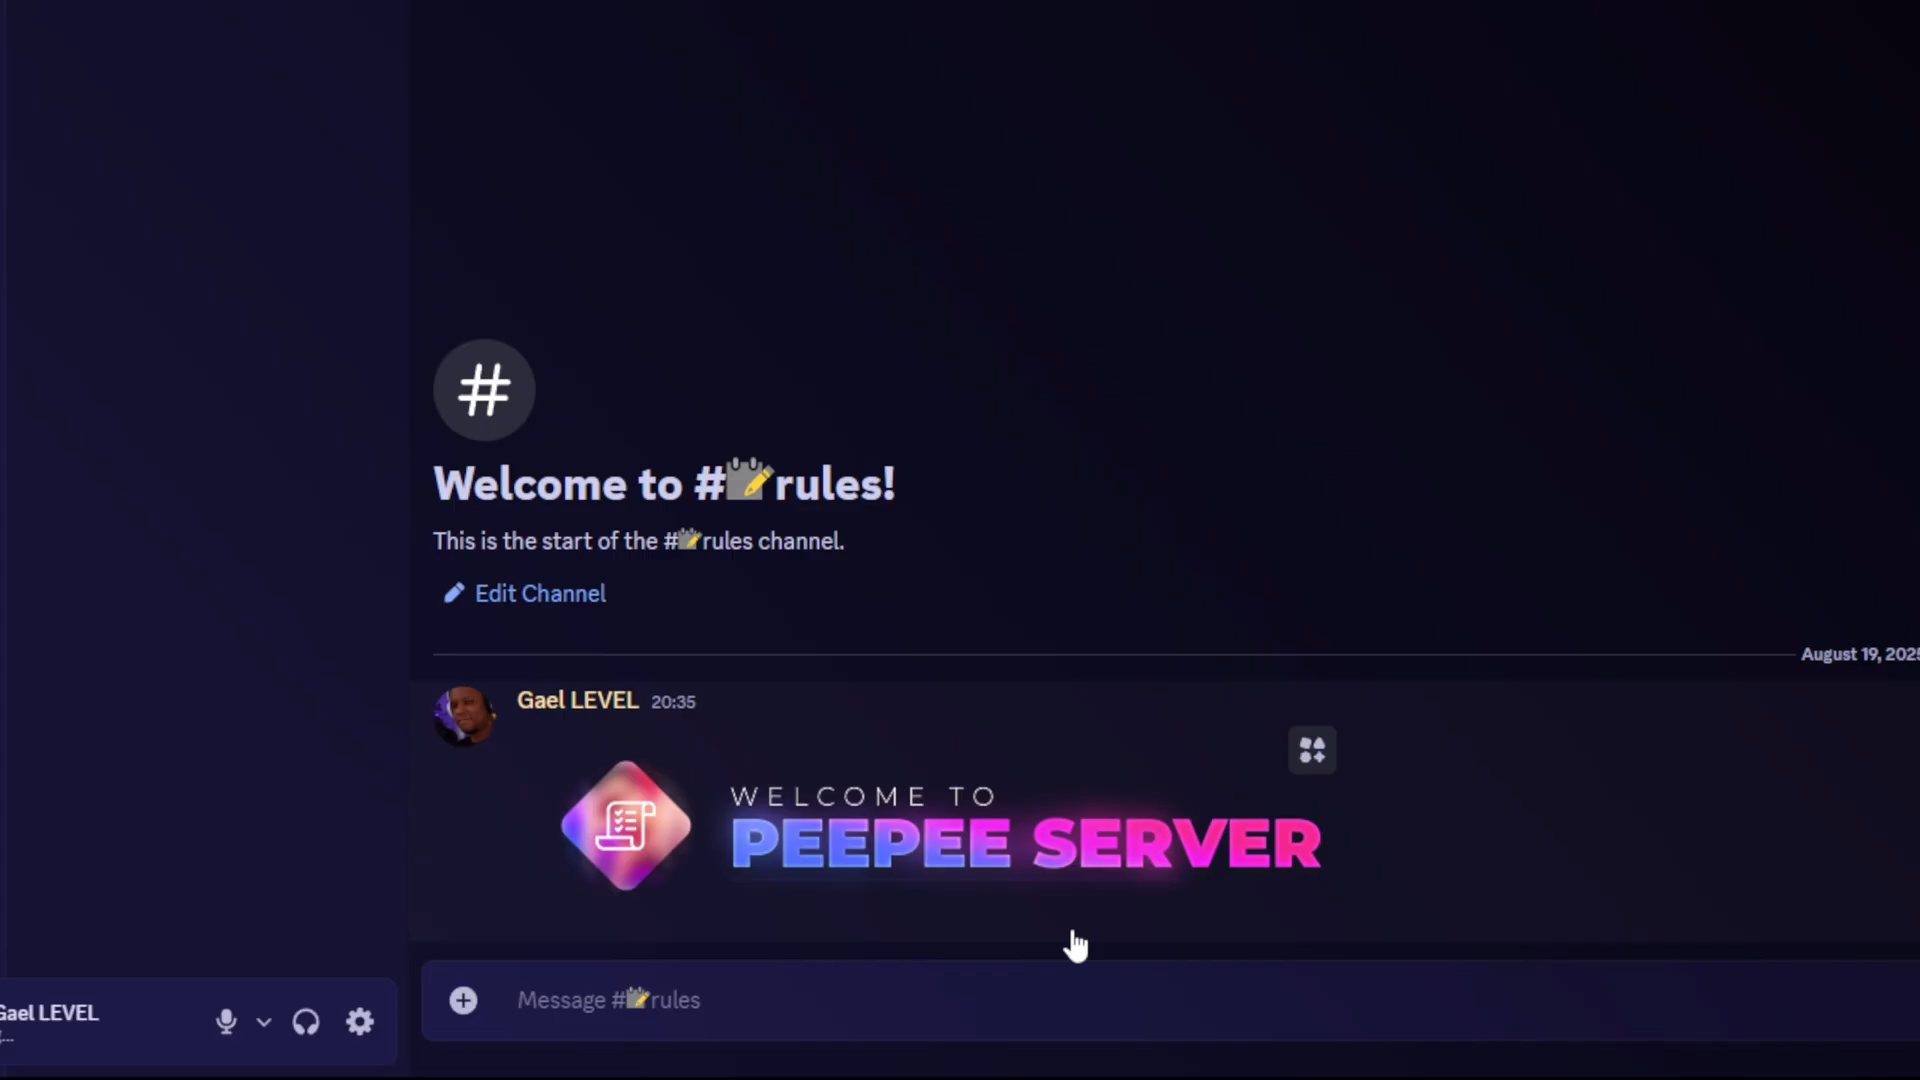 Welcome to #📝rules!
This is the start of the #📝rules channel.
Edit Channel
August 19, 2025
Gael LEVEL 20:35
WELCOME TO
PEEPEE SERVER
Message #📝rules
Gael LEVEL